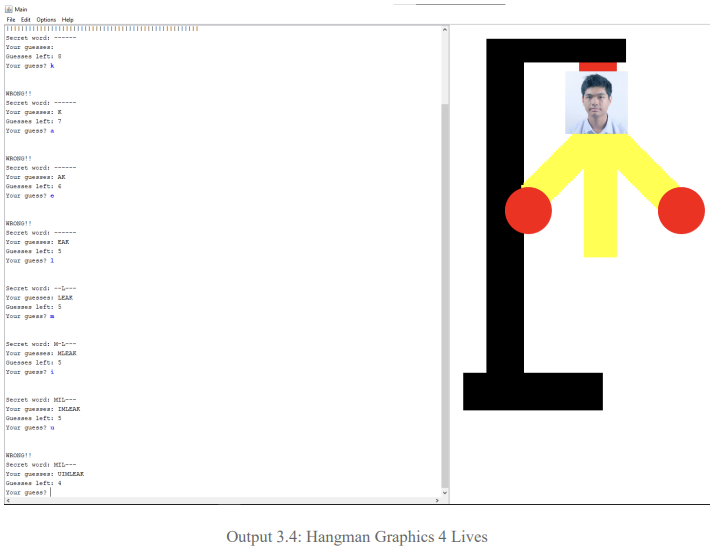 Main
File Edit Options Help
||||||||||||||||||||||||||||||||||||||||||||||||||||
Secret word: ------
Your guesses:
Guesses left: 8
Your guess? k
WRONG!!
Secret word: ------
Your guesses: K
Guesses left: 7
Your guess? a
WRONG!!
Secret word: ------
Your guesses: AK
Guesses left: 6
Your guess? e
WRONG!!
Secret word: ------
Your guesses: EAK
Guesses left: 5
Your guess? l
Secret word: --L---
Your guesses: LEAK
Guesses left: 5
Your guess? m
Secret word: M-L---
Your guesses: MLEAK
Guesses left: 5
Your guess? i
Secret word: MIL---
Your guesses: IMLEAK
Guesses left: 5
Your guess? u
WRONG!!
Secret word: MIL---
Your guesses: UIMLEAK
Guesses left: 4
Your guess?
Output 3.4: Hangman Graphics 4 Lives